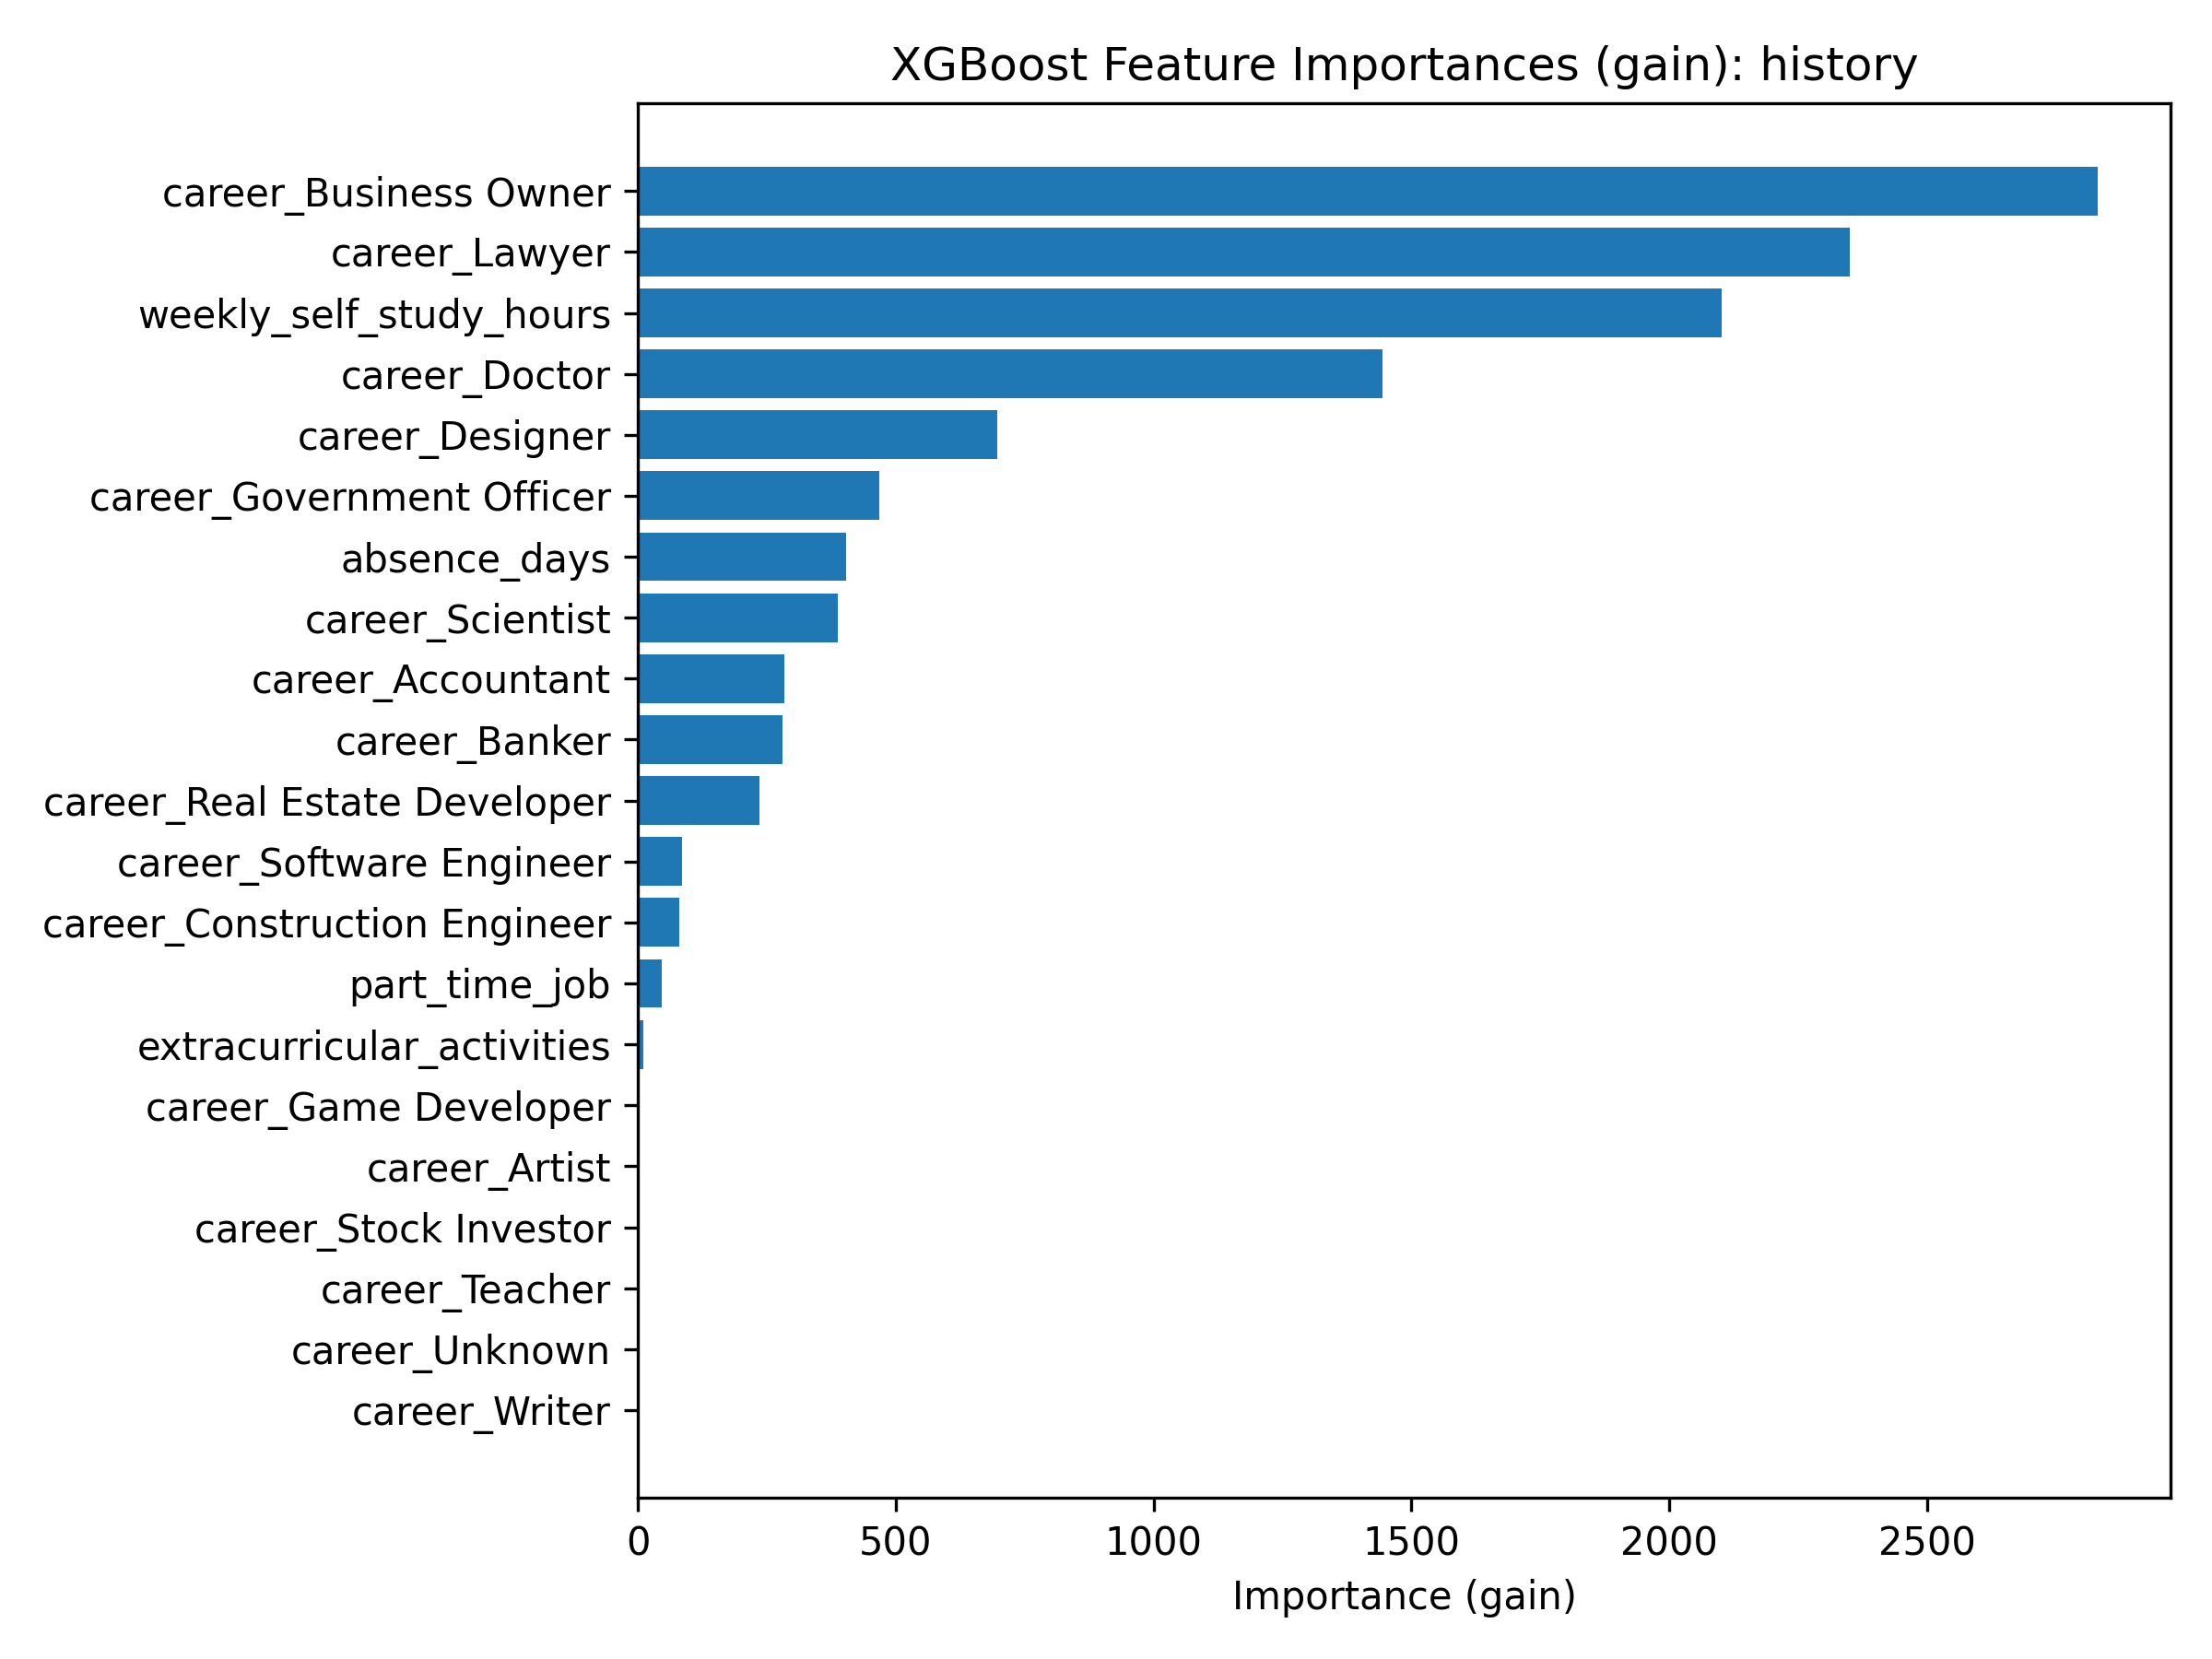 XGBoost Feature Importances (gain): history
career_Business Owner
career_Lawyer
weekly_self_study_hours
career_Doctor
career_Designer
career_Government Officer
absence_days
career_Scientist
career_Accountant
career_Banker
career_Real Estate Developer
career_Software Engineer
career_Construction Engineer
part_time_job
extracurricular_activities
career_Game Developer
career_Artist
career_Stock Investor
career_Teacher
career_Unknown
career_Writer
0 500 1000 1500 2000 2500
Importance (gain)